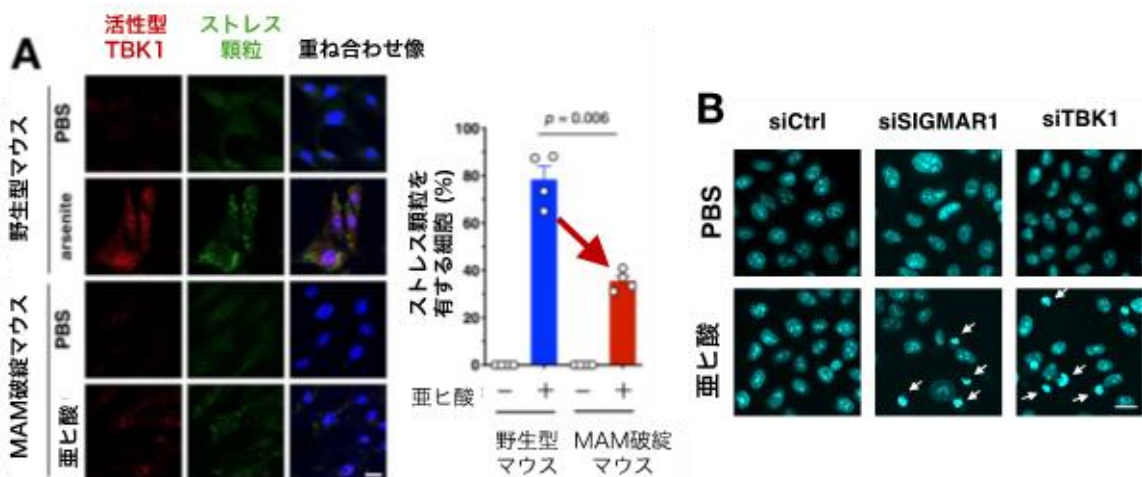 A
活性型
TBK1
ストレス
顆粒
重ね合わせ像
野生型マウス
PBS
arsenite
MAM破綻マウス
PBS
亜ヒ酸
ストレス顆粒を
有する細胞 (%)
100
80
60
40
20
0
p = 0.006
亜ヒ酸
− + − +
野生型
マウス
MAM破綻
マウス
B
siCtrl
siSIGMAR1
siTBK1
PBS
亜ヒ酸